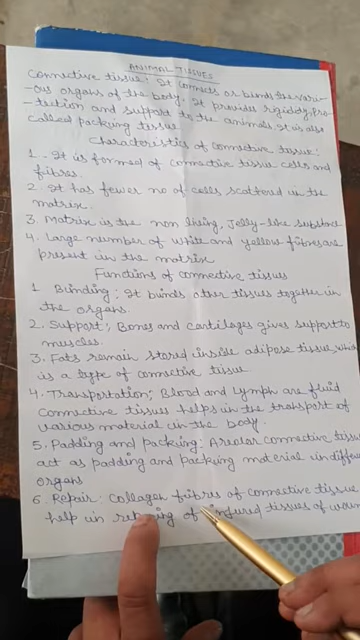 ANIMAL TISSUES
Connective tissue: It connects or binds the vari-
-ous organs of the body. It provide rigidity, Pro-
-tection and support to the animals. It is also
called packing tissue
Characteristics of connective tissue:
1. It is formed of connective tissue cells and
fibres.
2. It has fewer no of cells scattered in the
matrix.
3. Matrix is the non living, Jelly-like substance
4. Large number of white and yellow fibres are
present in the matrix
Functions of connective tissues
1 Binding: It binds other tissues together in
the organs.
2. Support; Bones and cartilages gives support to
muscles.
3. Fats remain stored inside adipose tissue, which
is a type of connective tissue
4. Transportation; Blood and Lymph are fluid
connective tissues helps in the transport of
various material in the body.
5. Padding and packing: Areolar connective tissue
act as padding and packing material in different
organs
6. Repair: Collagen fibres of connective tissue
help in of injured tissues of